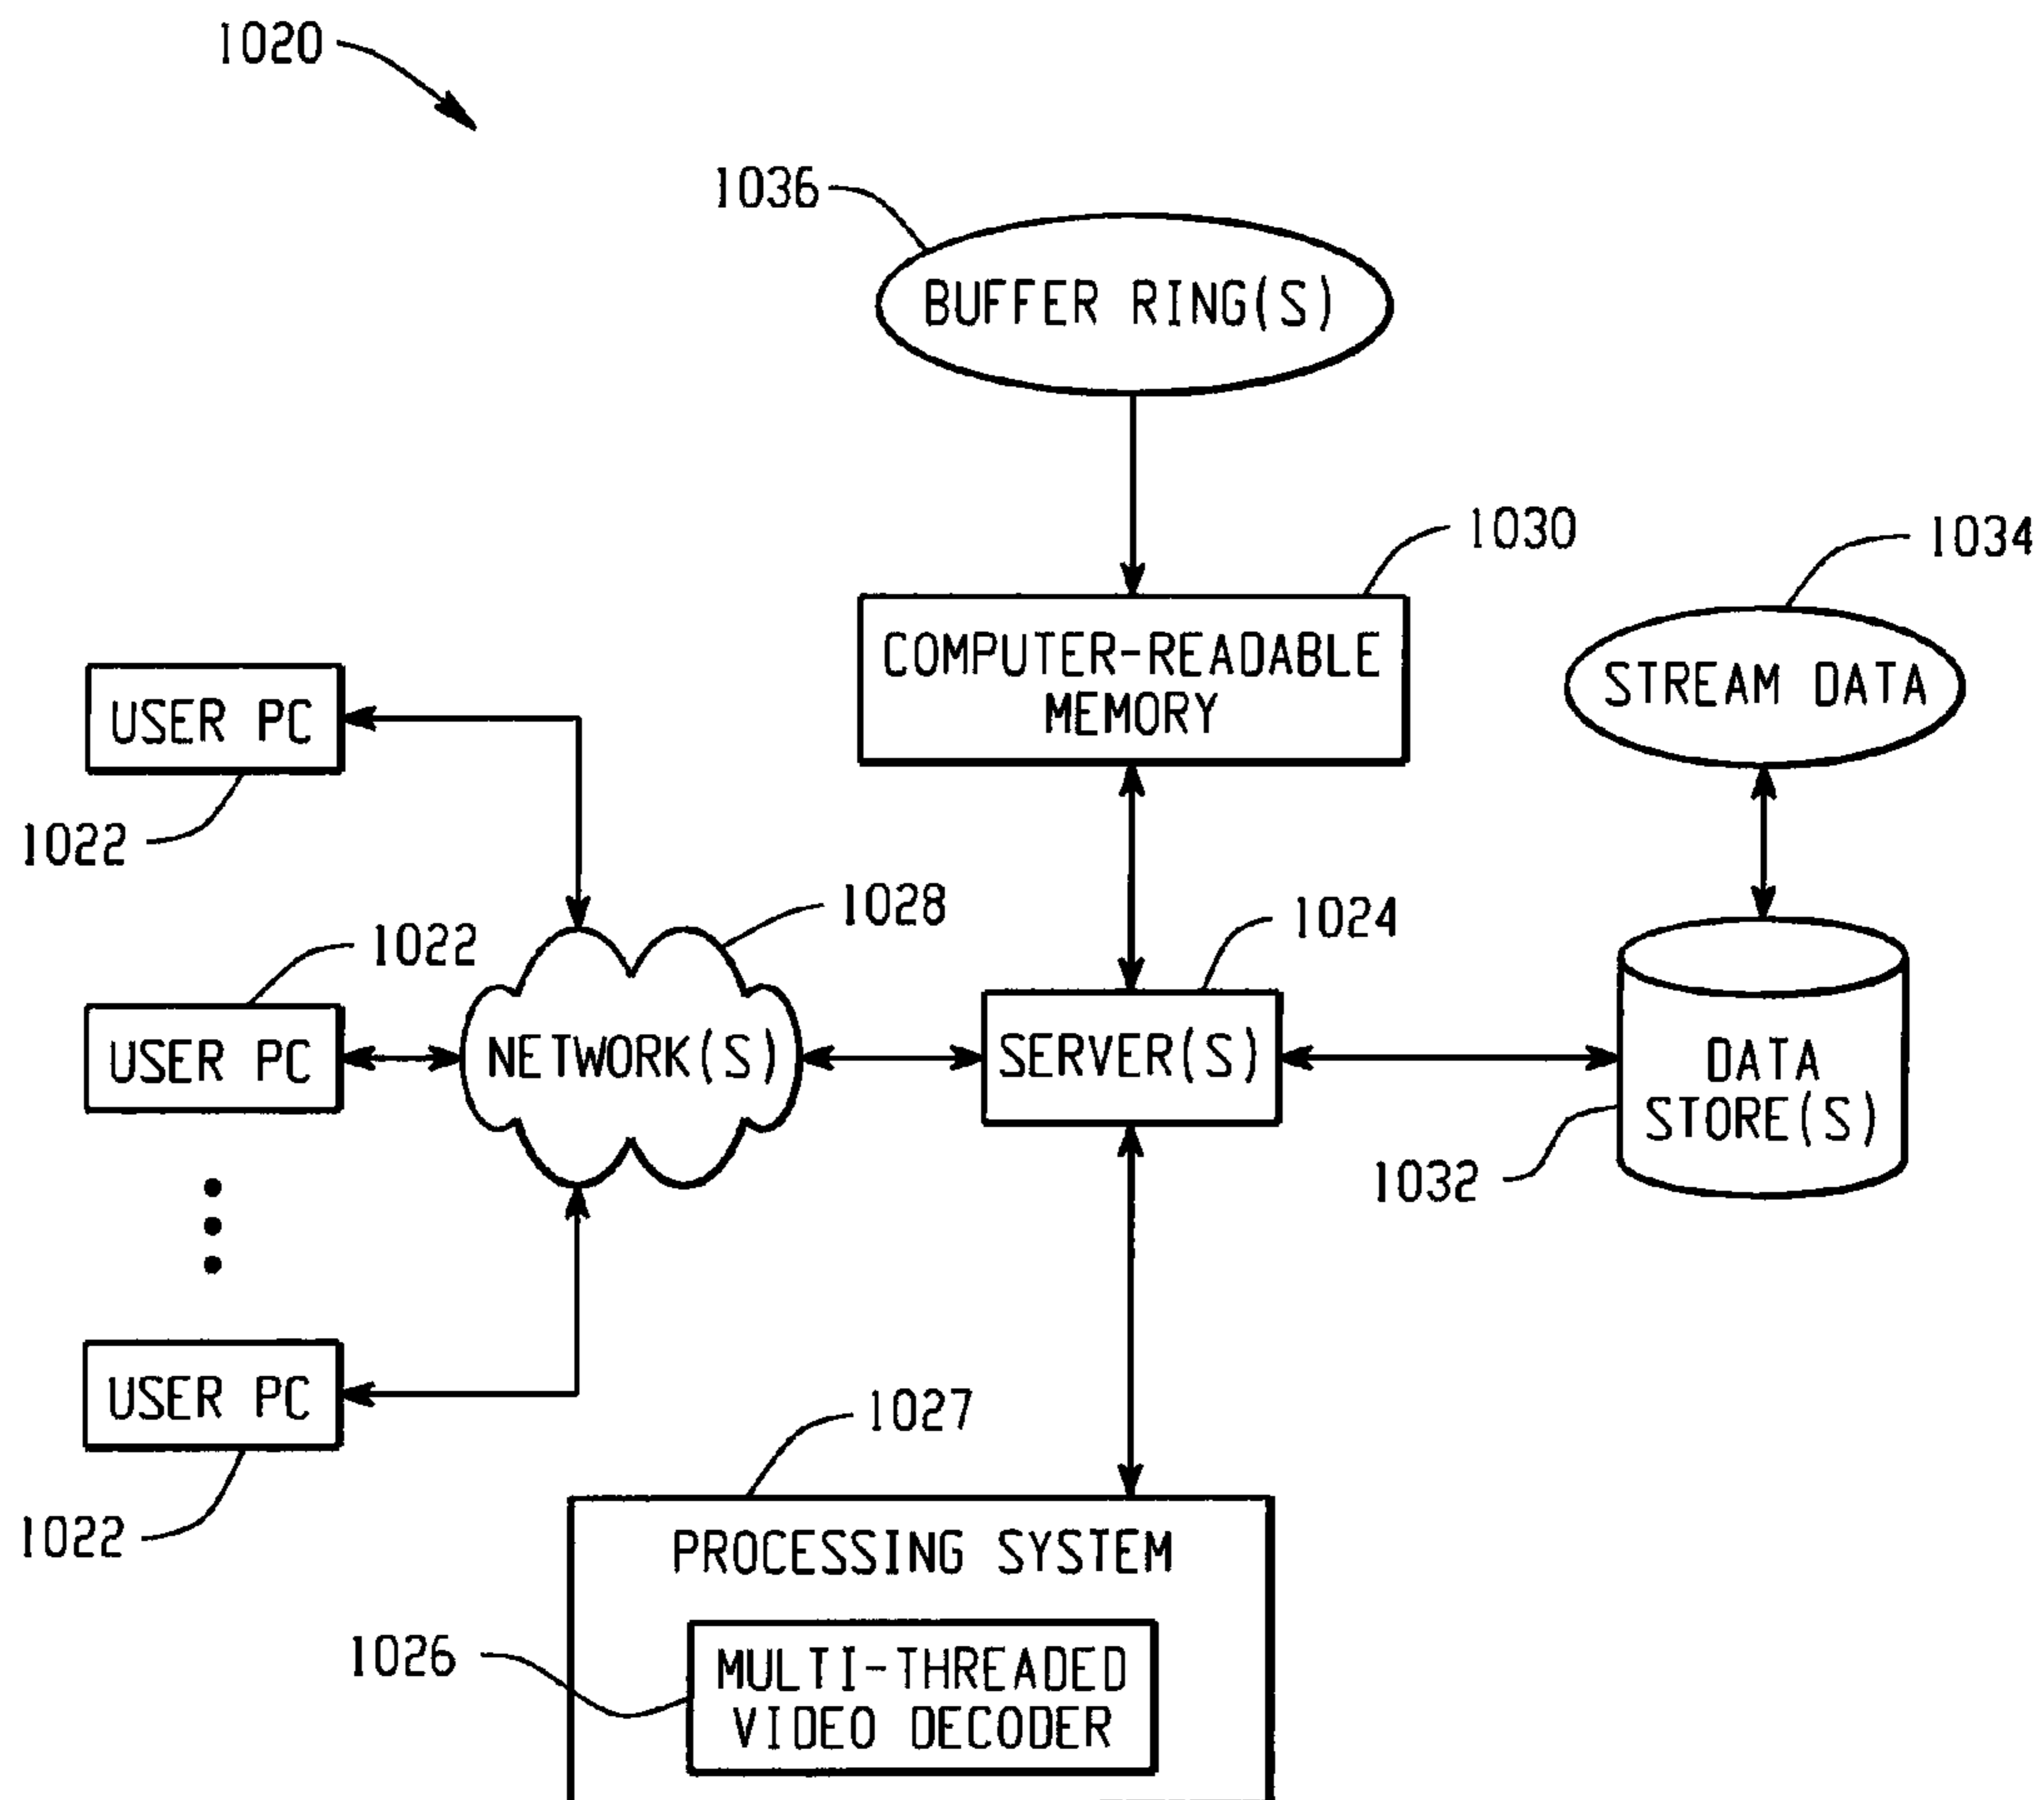 1020
1036
BUFFER RING(S)
1030
1034
COMPUTER-READABLE
MEMORY
STREAM DATA
USER PC
1022
1028
1024
1022
USER PC
NETWORK(S)
SERVER(S)
DATA
STORE(S)
1032
USER PC
1022
1027
PROCESSING SYSTEM
1026
MULTI-THREADED
VIDEO DECODER